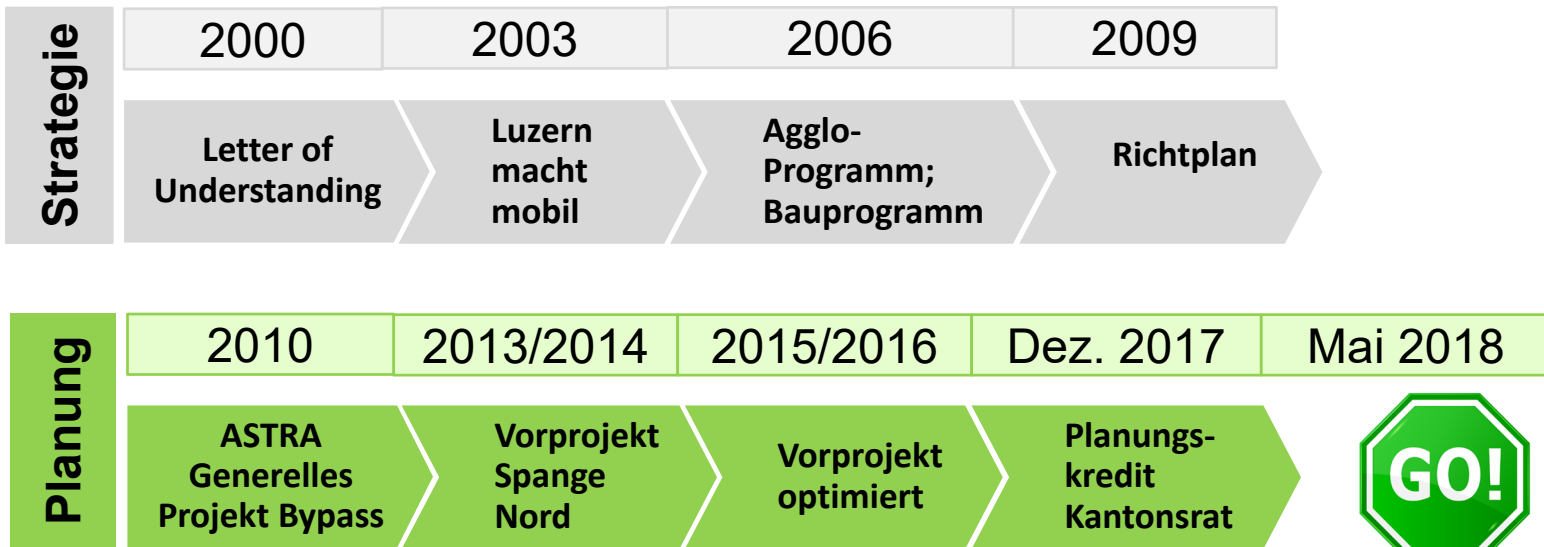 Strategie
2000 2003 2006 2009
Letter of
Understanding
Luzern
macht
mobil
Agglo-
Programm;
Bauprogramm
Richtplan
Planung
2010 2013/2014 2015/2016 Dez. 2017 Mai 2018
ASTRA
Generelles
Projekt Bypass
Vorprojekt
Spange
Nord
Vorprojekt
optimiert
Planungs-
kredit
Kantonsrat
GO!